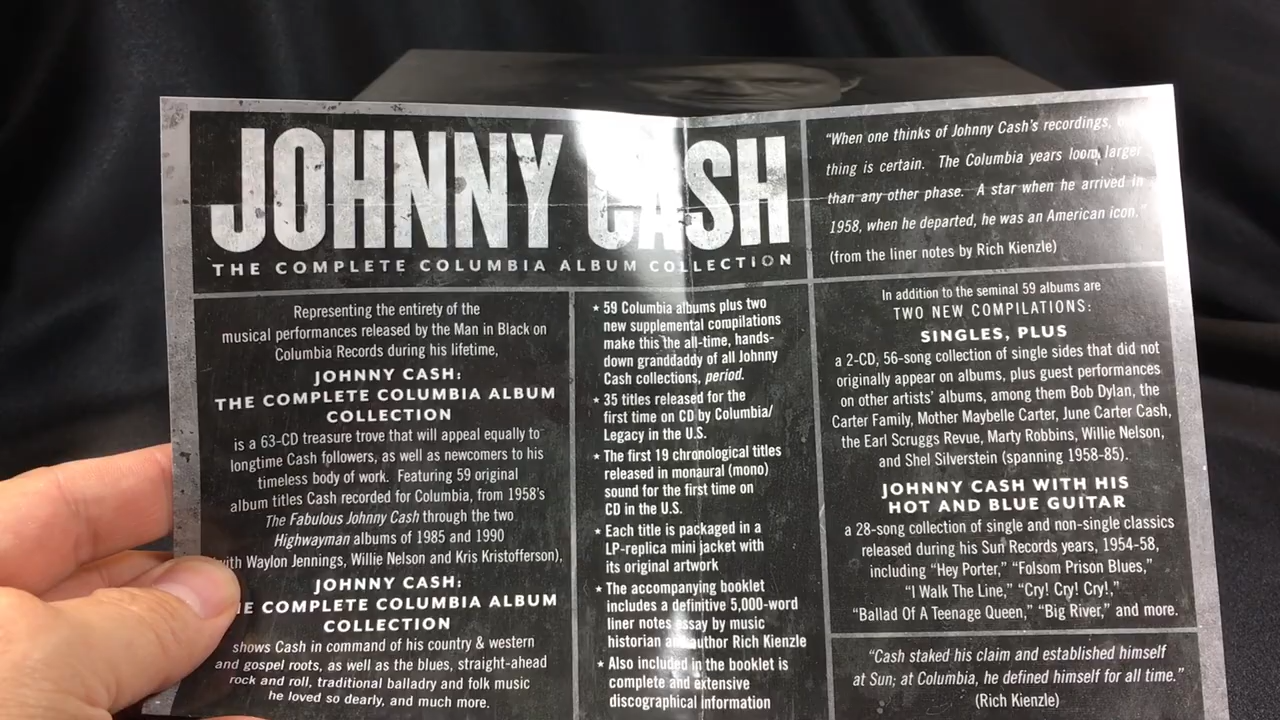 JOHNNY CASH
THE COMPLETE COLUMBIA ALBUM COLLECTION
"When one thinks of Johnny Cash's recordings,
thing is certain. The Columbia years loom larger
than any other phase. A star when he arrived in
1958, when he departed, he was an American icon."
(from the liner notes by Rich Kienzle)
Representing the entirety of the
musical performances released by the Man in Black on
Columbia Records during his lifetime,
JOHNNY CASH:
THE COMPLETE COLUMBIA ALBUM
COLLECTION
is a 63-CD treasure trove that will appeal equally to
longtime Cash followers, as well as newcomers to his
timeless body of work. Featuring 59 original
album titles Cash recorded for Columbia, from 1958's
The Fabulous Johnny Cash through the two
Highwayman albums of 1985 and 1990
with Waylon Jennings, Willie Nelson and Kris Kristofferson),
JOHNNY CASH:
COMPLETE COLUMBIA ALBUM
COLLECTION
shows Cash in command of his country & western
and gospel roots, as well as the blues, straight-ahead
rock and roll, traditional balladry and folk music
he loved so dearly, and much more.
★ 59 Columbia albums plus two
new supplemental compilations
make this the all-time, hands-
down granddaddy of all Johnny
Cash collections, period.
★ 35 titles released for the
first time on CD by Columbia/
Legacy in the U.S.
★ The first 19 chronological titles
released in monaural (mono)
sound for the first time on
CD in the U.S.
★ Each title is packaged in a
LP-replica mini jacket with
its original artwork
★ The accompanying booklet
includes a definitive 5,000-word
liner notes essay by music
historian and author Rich Kienzle
★ Also included in the booklet is
complete and extensive
discographical information
In addition to the seminal 59 albums are
TWO NEW COMPILATIONS:
SINGLES, PLUS
a 2-CD, 56-song collection of single sides that did not
originally appear on albums, plus guest performances
on other artists' albums, among them Bob Dylan, the
Carter Family, Mother Maybelle Carter, June Carter Cash,
the Earl Scruggs Revue, Marty Robbins, Willie Nelson,
and Shel Silverstein (spanning 1958-85).
JOHNNY CASH WITH HIS
HOT AND BLUE GUITAR
a 28-song collection of single and non-single classics
released during his Sun Records years, 1954-58,
including "Hey Porter," "Folsom Prison Blues,"
"I Walk The Line," "Cry! Cry! Cry!,"
"Ballad Of A Teenage Queen," "Big River," and more.
"Cash staked his claim and established himself
at Sun; at Columbia, he defined himself for all time."
(Rich Kienzle)